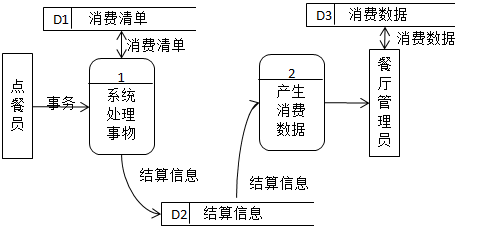 D1 消费清单
消费清单
D3 消费数据
消费数据
点餐员
事务
1
系统
处理
事物
2
产生
消费
数据
餐厅管理员
结算信息
结算信息
D2 结算信息